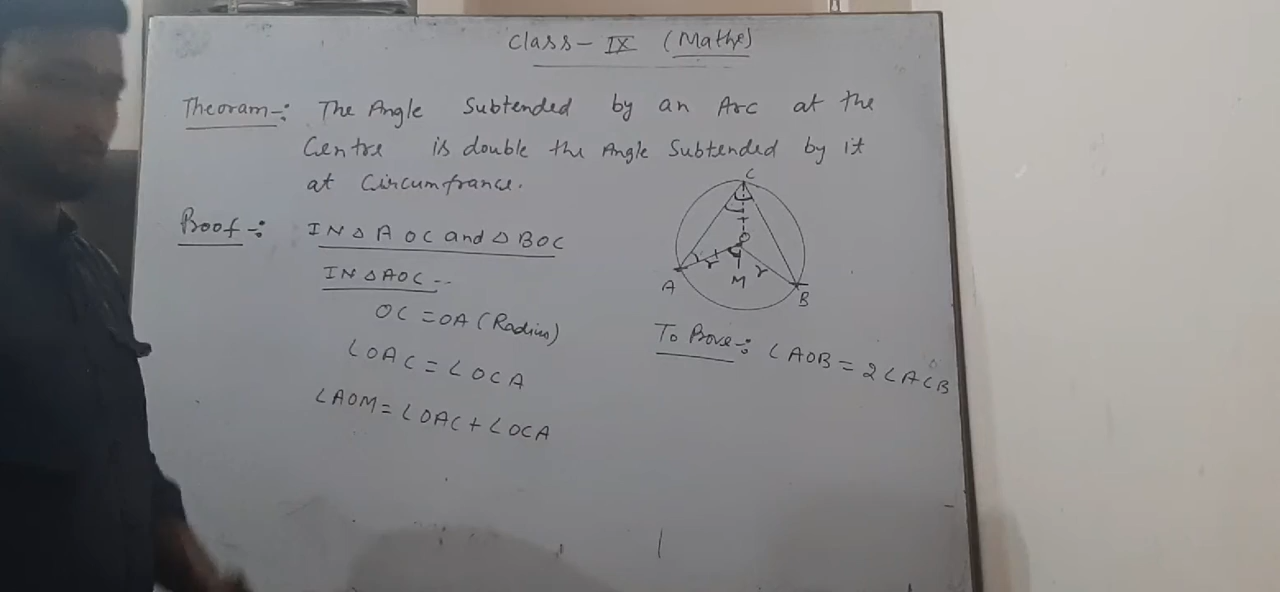 Class- IX (Maths)
Theoram-: The Angle Subtended by an Arc at the
Centre is double the Angle Subtended by it
at Circumfrance.
Proof-: IN △ AOC and △ BOC
IN △ AOC --
OC = OA (Radius)
∠OAC = ∠OCA
∠AOM = ∠OAC + ∠OCA
C
O
r
r
A
M
B
To Prove-: ∠AOB = 2∠ACB